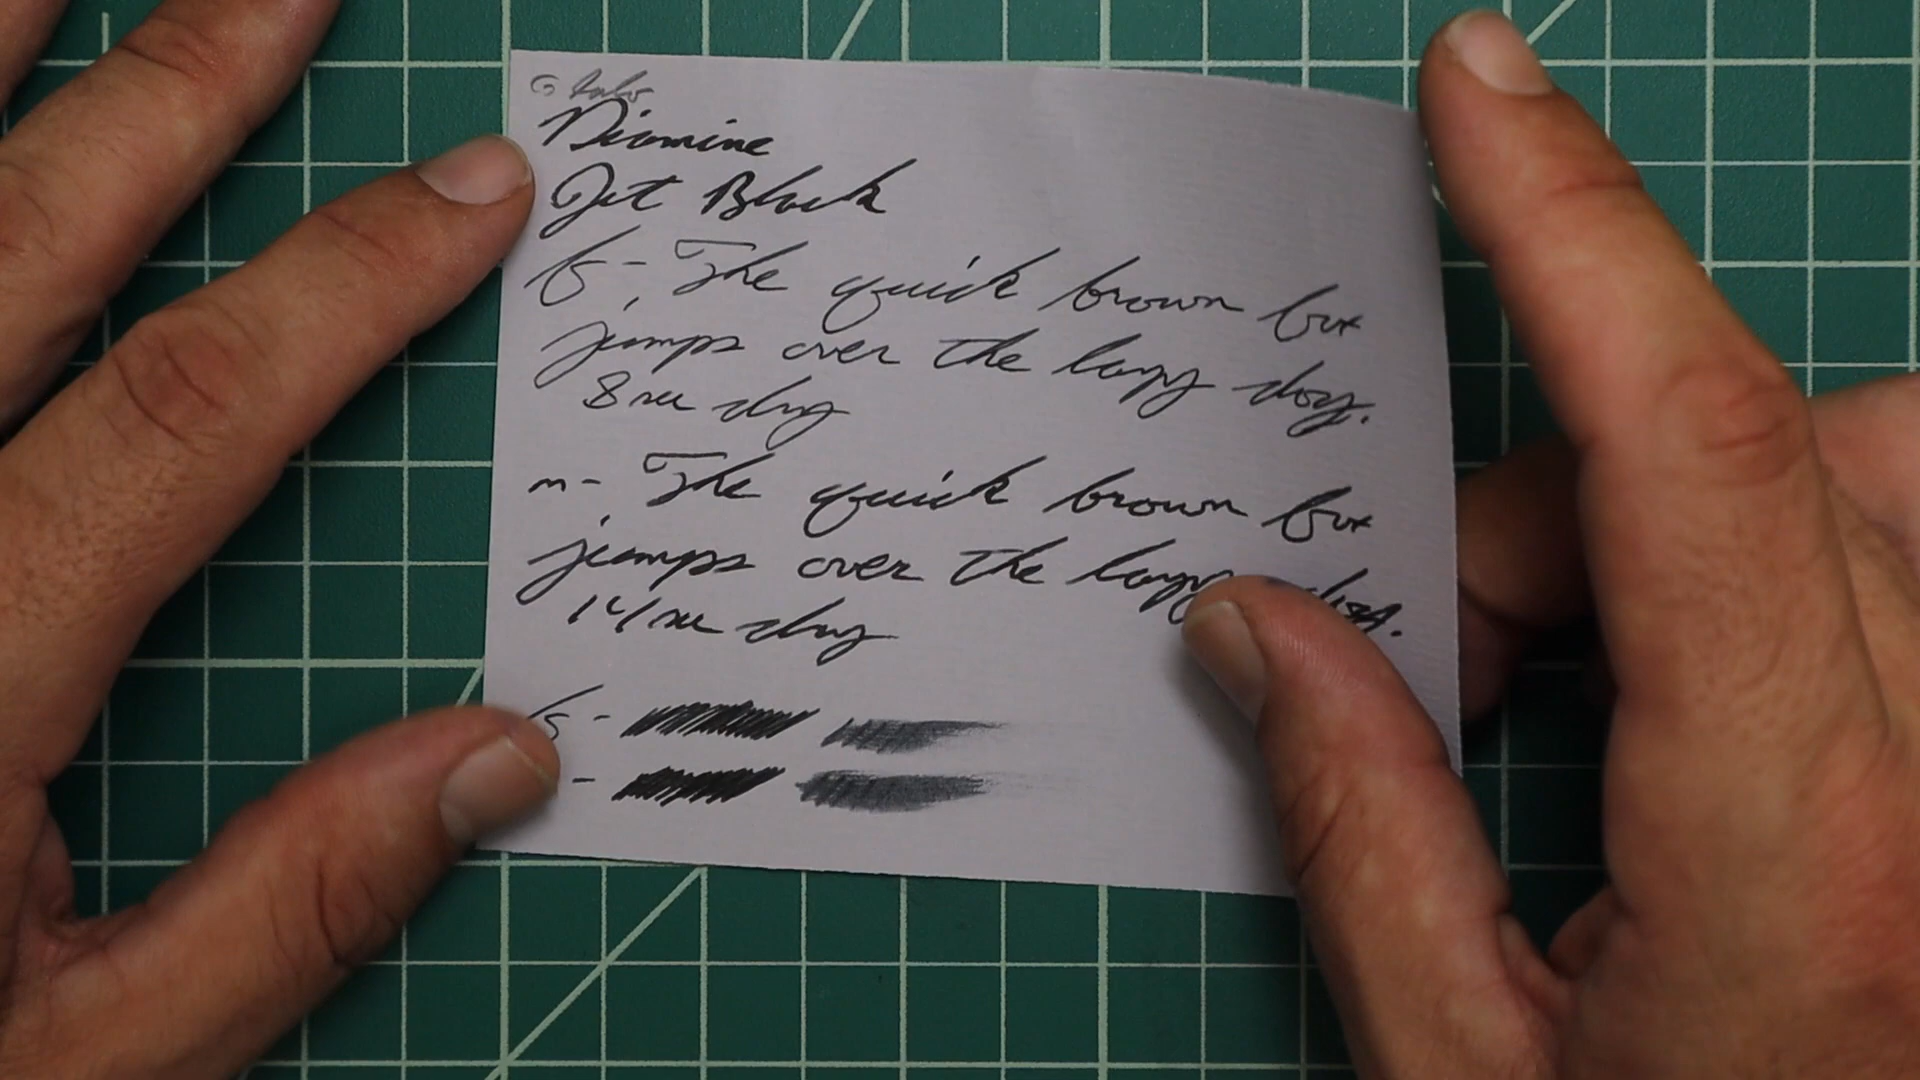 Diamine
Jet Black
f - The quick brown fox
jumps over the lazy dog.
8 sec dry
m - The quick brown fox
jumps over the lazy dog.
14 sec dry
f -
-